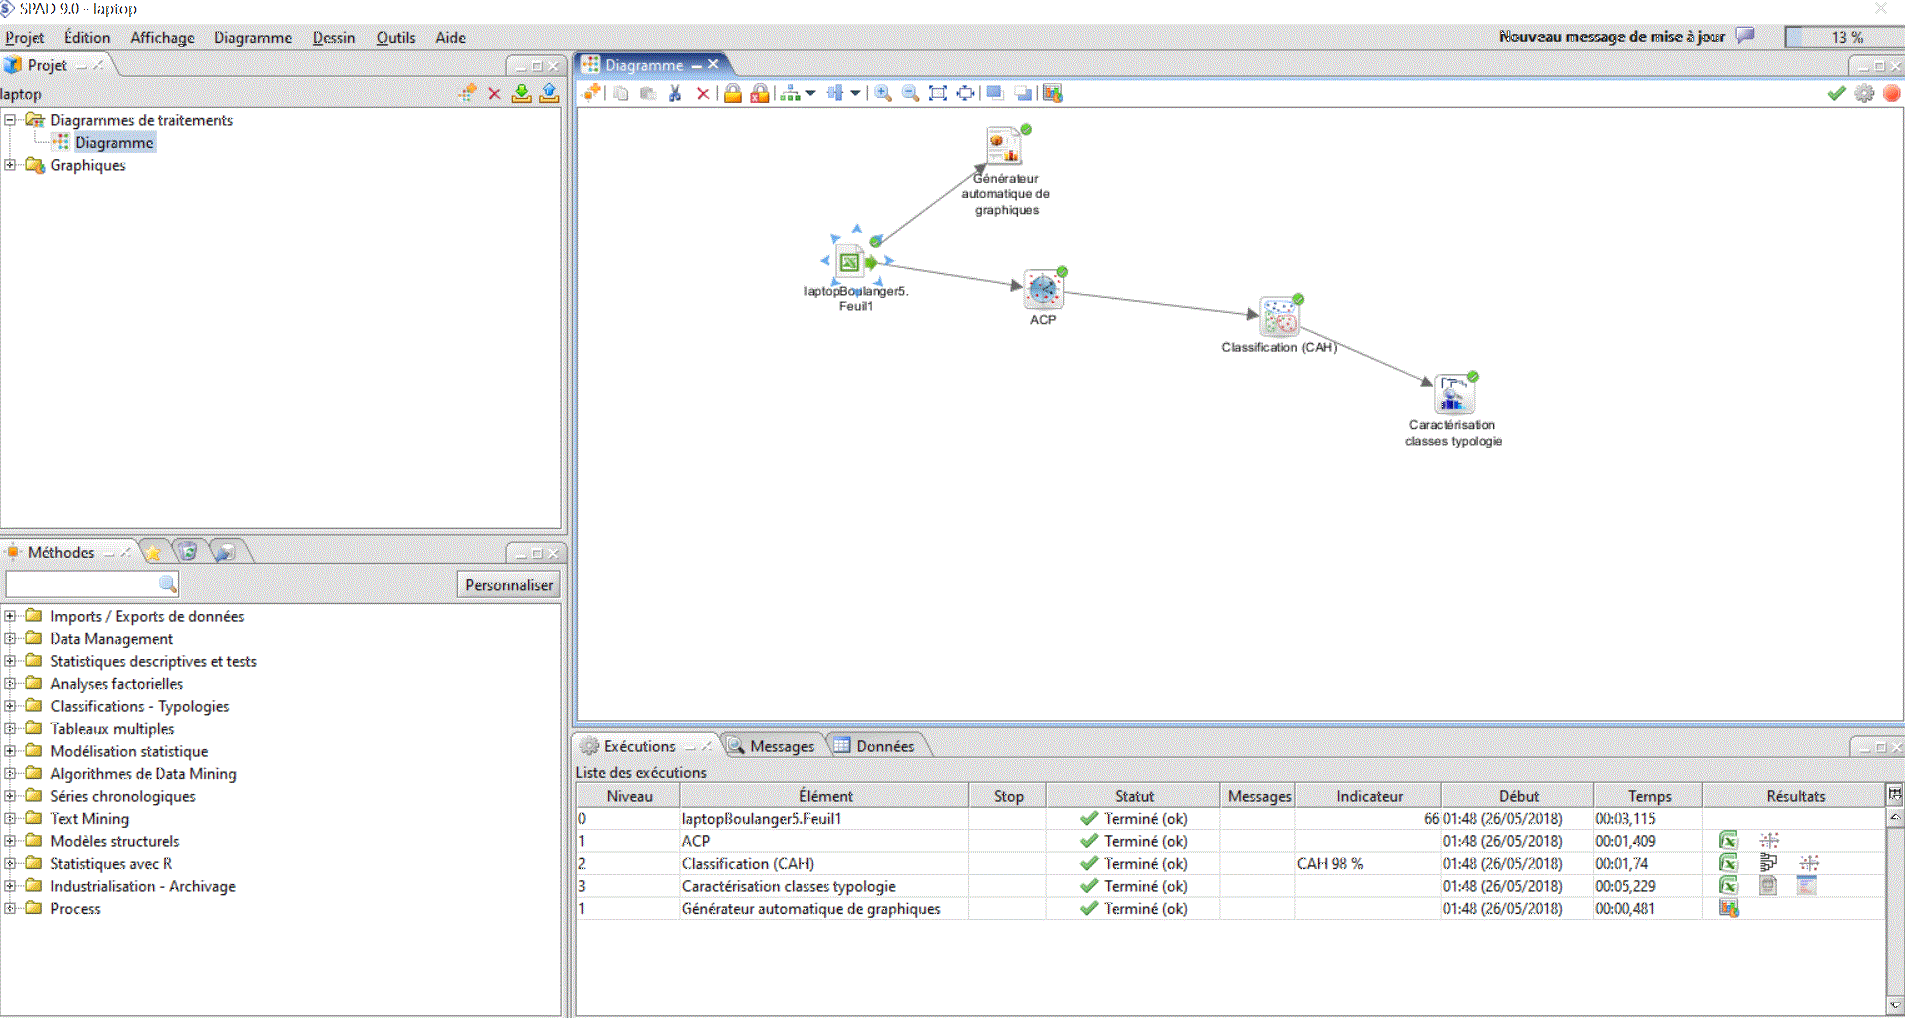 SPAD 9.0 - laptop
Projet Édition Affichage Diagramme Dessin Outils Aide
Nouveau message de mise à jour
13 %
Projet
laptop
Diagrammes de traitements
Diagramme
Graphiques
Méthodes
Personnaliser
Imports / Exports de données
Data Management
Statistiques descriptives et tests
Analyses factorielles
Classifications - Typologies
Tableaux multiples
Modélisation statistique
Algorithmes de Data Mining
Séries chronologiques
Text Mining
Modèles structurels
Statistiques avec R
Industrialisation - Archivage
Process
Diagramme
Générateur
automatique de
graphiques
laptopBoulanger5.
Feuil1
ACP
Classification (CAH)
Caractérisation
classes typologie
Exécutions Messages Données
Liste des exécutions
Niveau Élément Stop Statut Messages Indicateur Début Temps Résultats
0 laptopBoulanger5.Feuil1 Terminé (ok) 66 01:48 (26/05/2018) 00:03,115
1 ACP Terminé (ok) 01:48 (26/05/2018) 00:01,409
2 Classification (CAH) Terminé (ok) CAH 98 % 01:48 (26/05/2018) 00:01,74
3 Caractérisation classes typologie Terminé (ok) 01:48 (26/05/2018) 00:05,229
1 Générateur automatique de graphiques Terminé (ok) 01:48 (26/05/2018) 00:00,481